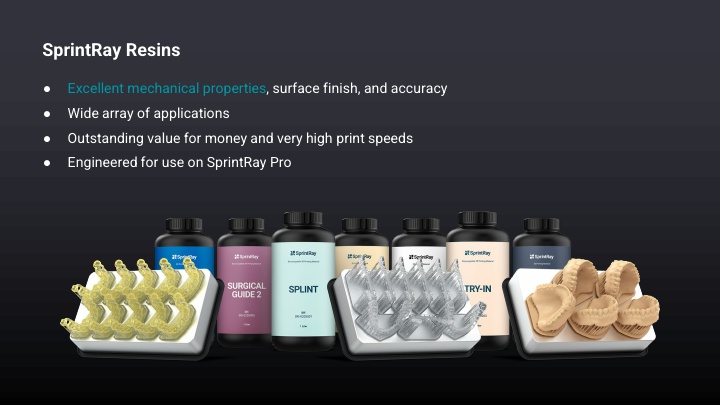 SprintRay Resins
● Excellent mechanical properties, surface finish, and accuracy
● Wide array of applications
● Outstanding value for money and very high print speeds
● Engineered for use on SprintRay Pro
SprintRay
SprintRay
SprintRay
SprintRay
SprintRay
SprintRay
SprintRay
SURGICAL
GUIDE 2
SPLINT
TRY-IN